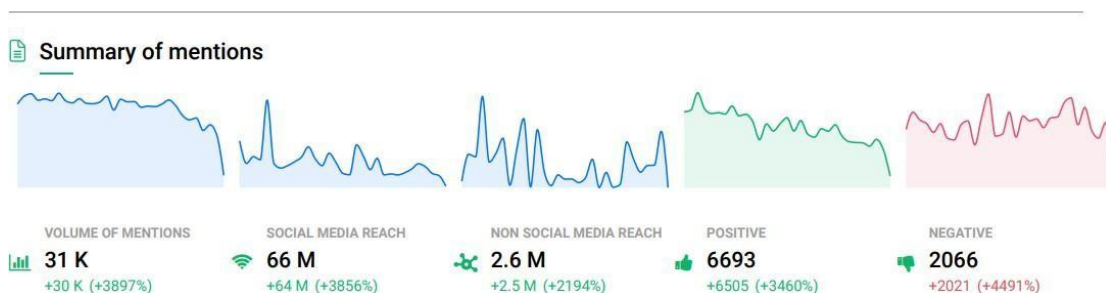 Summary of mentions
VOLUME OF MENTIONS
31 K
+30 K (+3897%)
SOCIAL MEDIA REACH
66 M
+64 M (+3856%)
NON SOCIAL MEDIA REACH
2.6 M
+2.5 M (+2194%)
POSITIVE
6693
+6505 (+3460%)
NEGATIVE
2066
+2021 (+4491%)